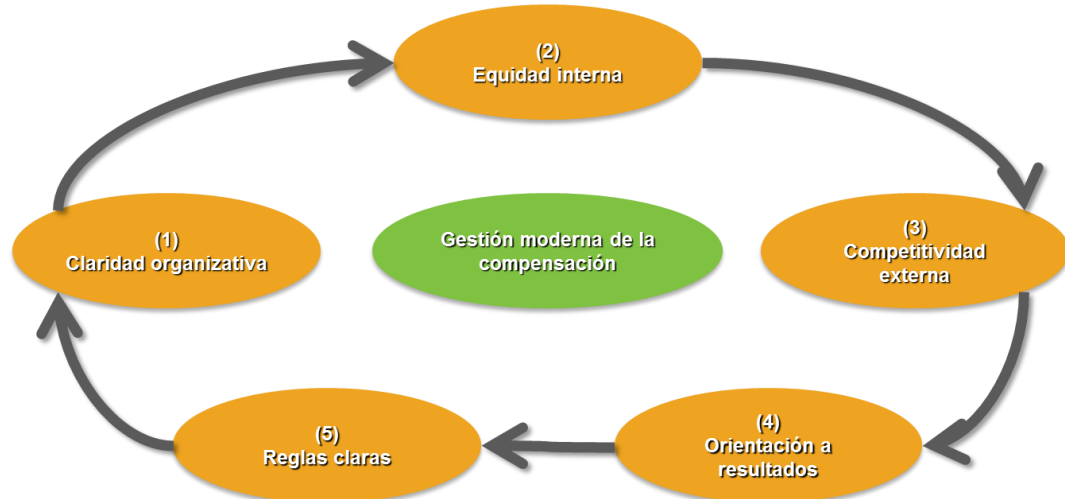 (2)
Equidad interna
(1)
Claridad organizativa
Gestión moderna de la
compensación
(3)
Competitividad
externa
(5)
Reglas claras
(4)
Orientación a
resultados